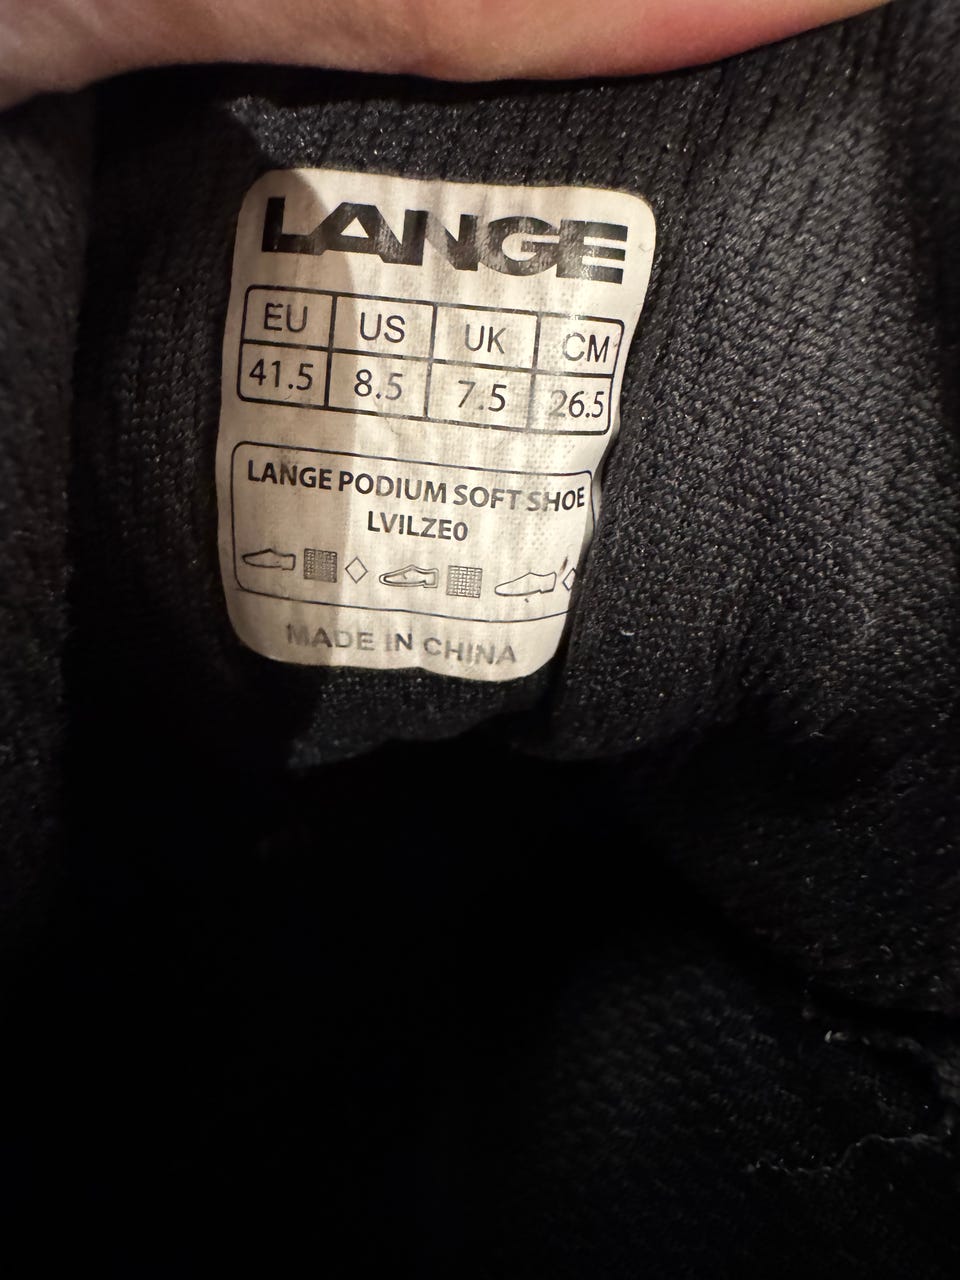 LANGE
EU US UK CM
41.5 8.5 7.5 26.5
LANGE PODIUM SOFT SHOE
LVILZE0
MADE IN CHINA